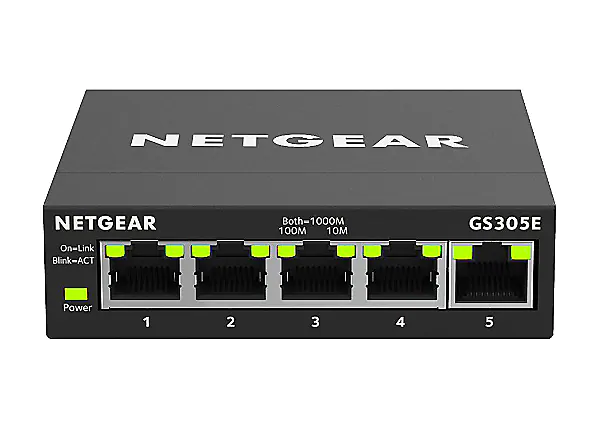 NETGEAR
NETGEAR
Both=1000M
100M 10M
GS305E
On=Link
Blink=ACT
Power
1 2 3 4 5